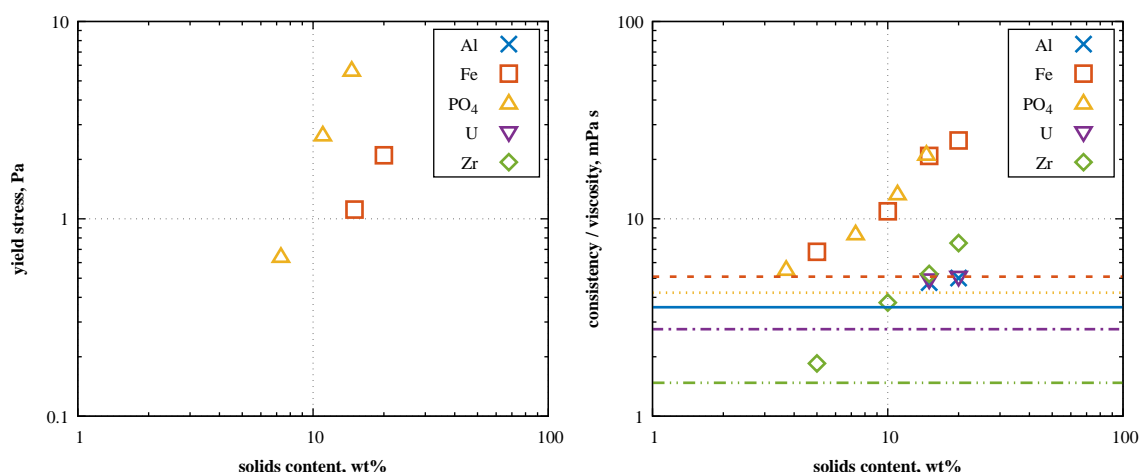 10
1
0.1
yield stress, Pa
1
10
100
solids content, wt%
Al
Fe
PO₄
U
Zr
100
10
1
consistency / viscosity, mPa s
1
10
100
solids content, wt%
Al
Fe
PO₄
U
Zr